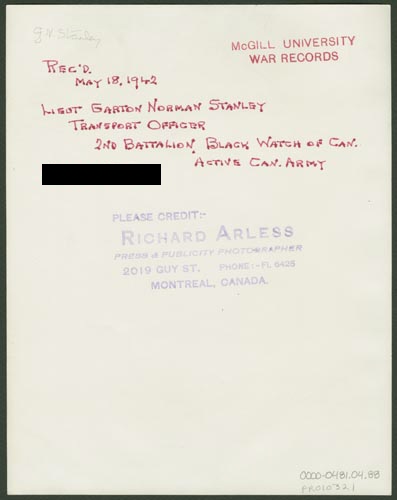 G.N. Stanley
McGILL UNIVERSITY
WAR RECORDS
REC'D.
MAY 18, 1942
LIEUT GARTON NORMAN STANLEY
TRANSPORT OFFICER
2ND BATTALION, BLACK WATCH OF CAN.
ACTIVE CAN. ARMY
PLEASE CREDIT:-
RICHARD ARLESS
PRESS & PUBLICITY PHOTOGRAPHER
2019 GUY ST. PHONE:-FL 6425
MONTREAL, CANADA.
0000-0481.04.88
PR010321